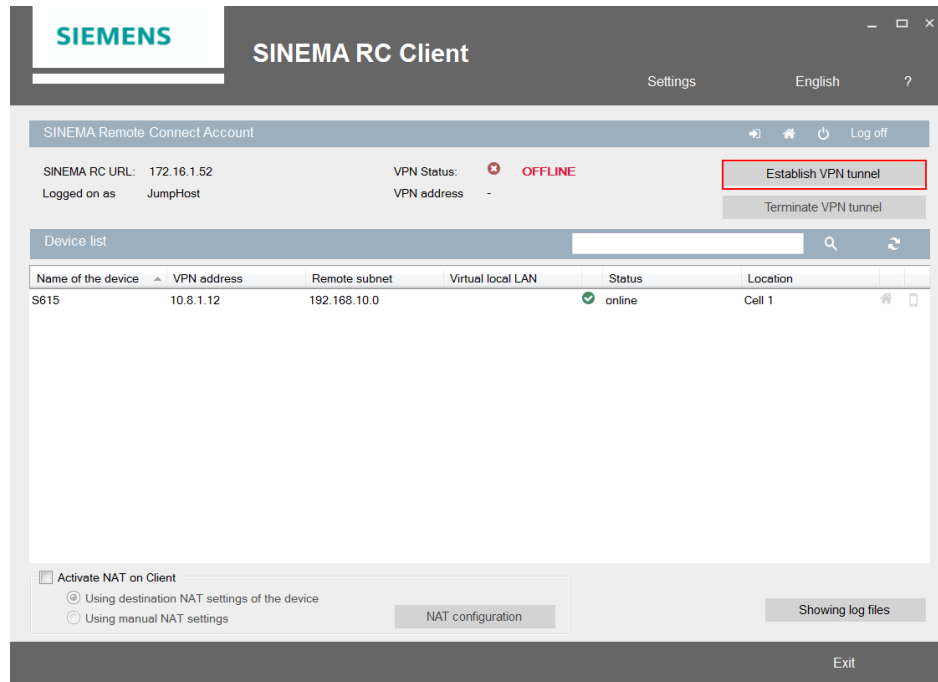 SIEMENS
SINEMA RC Client
Settings English ?
SINEMA Remote Connect Account Log off
SINEMA RC URL: 172.16.1.52 VPN Status: OFFLINE Establish VPN tunnel
Logged on as JumpHost VPN address - Terminate VPN tunnel
Device list
Name of the device VPN address Remote subnet Virtual local LAN Status Location
S615 10.8.1.12 192.168.10.0 online Cell 1
Activate NAT on Client
Using destination NAT settings of the device
Using manual NAT settings NAT configuration Showing log files
Exit